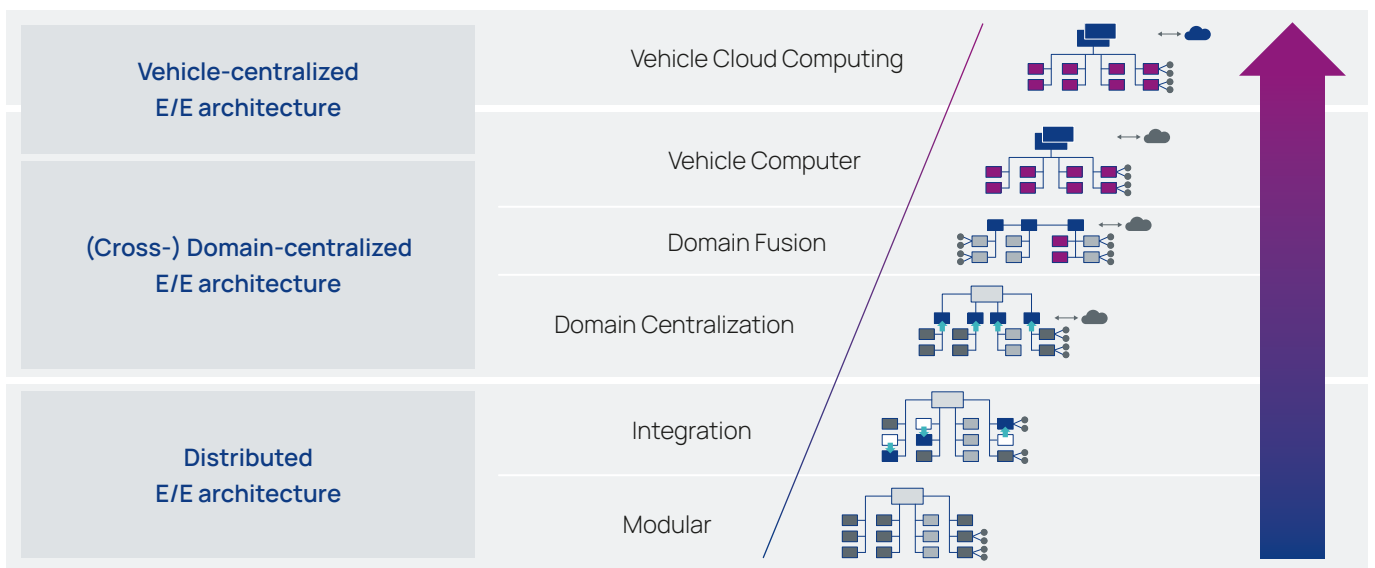 Vehicle-centralized
E/E architecture
Vehicle Cloud Computing
Vehicle Computer
(Cross-) Domain-centralized
E/E architecture
Domain Fusion
Domain Centralization
Distributed
E/E architecture
Integration
Modular